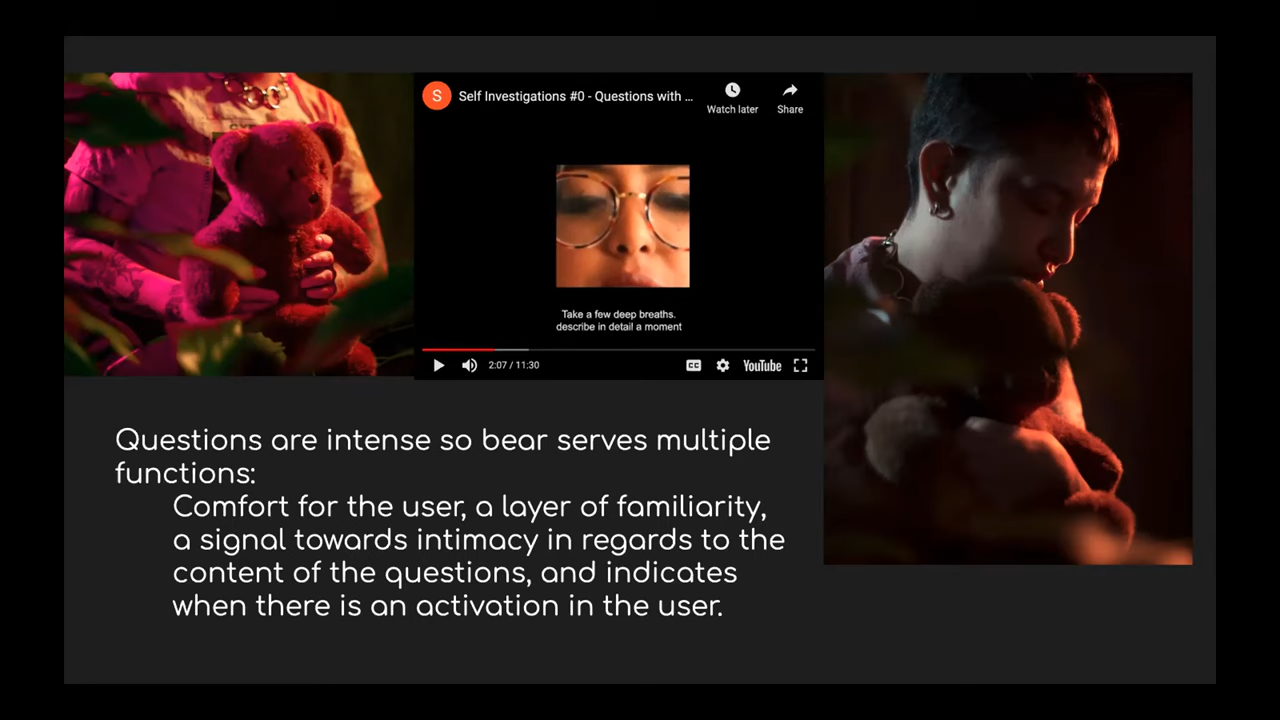 S
Self Investigations #0 - Questions with ...
Watch later
Share
Take a few deep breaths.
describe in detail a moment
2:07 / 11:30
CC
YouTube
Questions are intense so bear serves multiple
functions:
Comfort for the user, a layer of familiarity,
a signal towards intimacy in regards to the
content of the questions, and indicates
when there is an activation in the user.